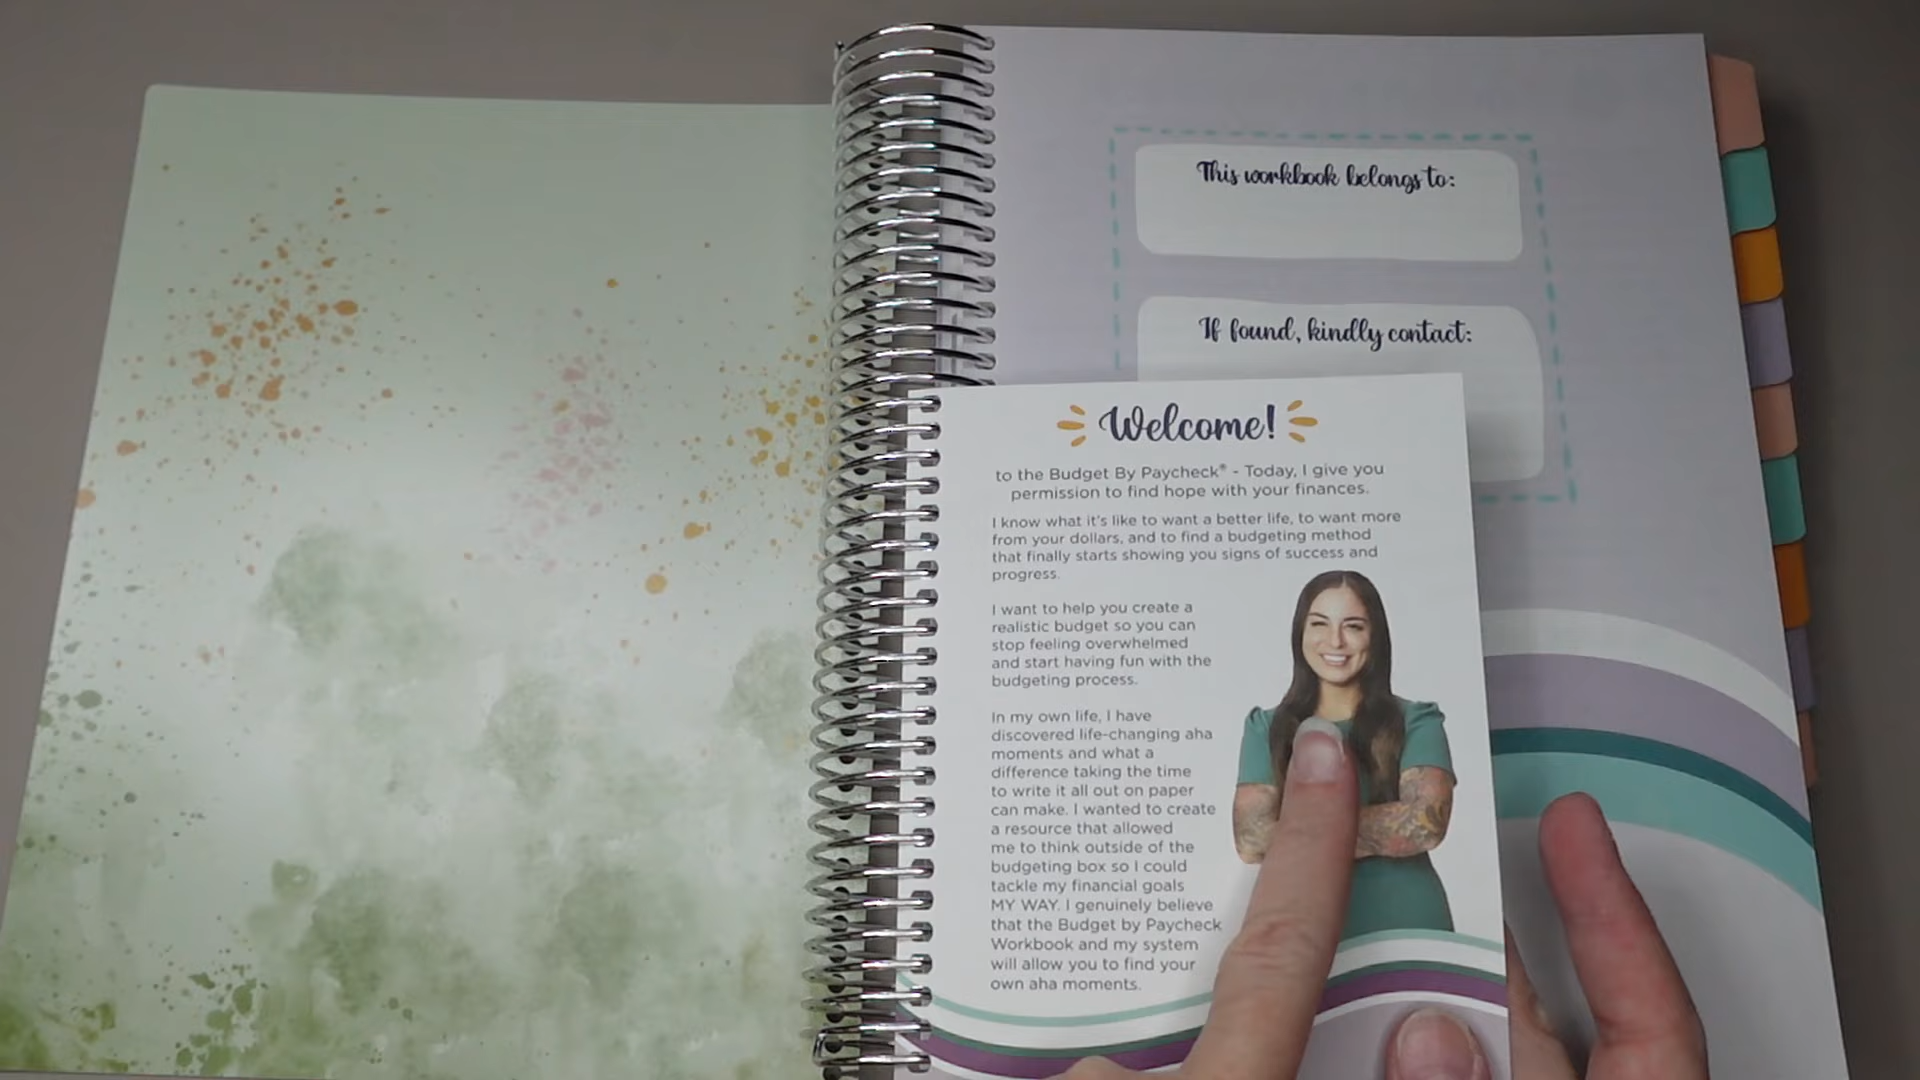 This workbook belongs to:
If found, kindly contact:
Welcome!
to the Budget By Paycheck® - Today, I give you
permission to find hope with your finances.
I know what it's like to want a better life, to want more
from your dollars, and to find a budgeting method
that finally starts showing you signs of success and
progress.
I want to help you create a
realistic budget so you can
stop feeling overwhelmed
and start having fun with the
budgeting process.
In my own life, I have
discovered life-changing aha
moments and what a
difference taking the time
to write it all out on paper
can make. I wanted to create
a resource that allowed
me to think outside of the
budgeting box so I could
tackle my financial goals
MY WAY. I genuinely believe
that the Budget by Paycheck
Workbook and my system
will allow you to find your
own aha moments.